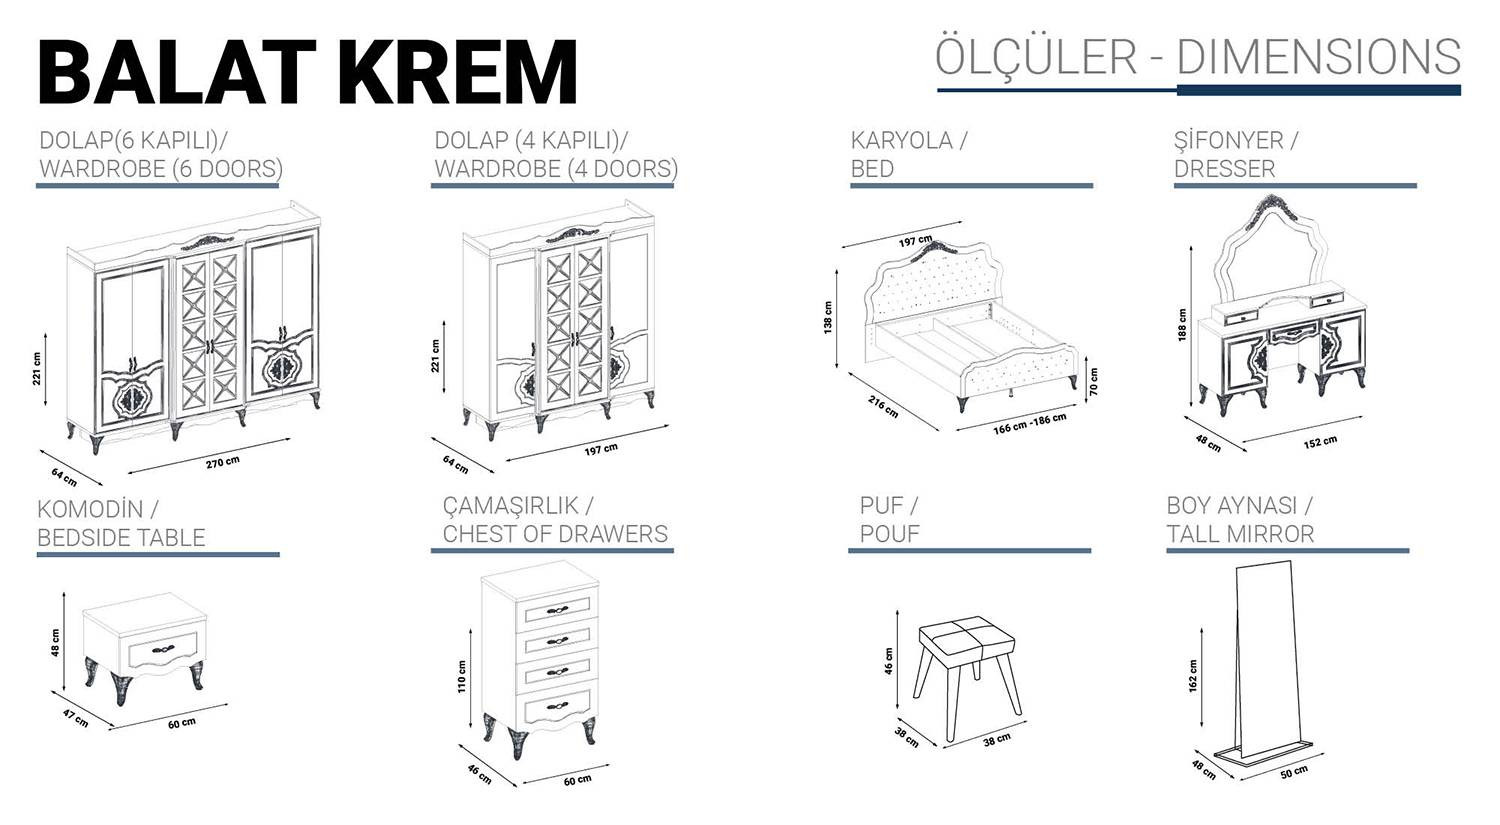 BALAT KREM
ÖLÇÜLER - DIMENSIONS
DOLAP(6 KAPILI)/
WARDROBE (6 DOORS)
221 cm
64 cm
270 cm
DOLAP (4 KAPILI)/
WARDROBE (4 DOORS)
221 cm
64 cm
197 cm
KARYOLA /
BED
197 cm
138 cm
216 cm
166 cm -186 cm
70 cm
ŞİFONYER /
DRESSER
188 cm
48 cm
152 cm
KOMODİN /
BEDSIDE TABLE
48 cm
47 cm
60 cm
ÇAMAŞIRLIK /
CHEST OF DRAWERS
110 cm
46 cm
60 cm
PUF /
POUF
46 cm
38 cm
38 cm
BOY AYNASI /
TALL MIRROR
162 cm
48 cm
50 cm